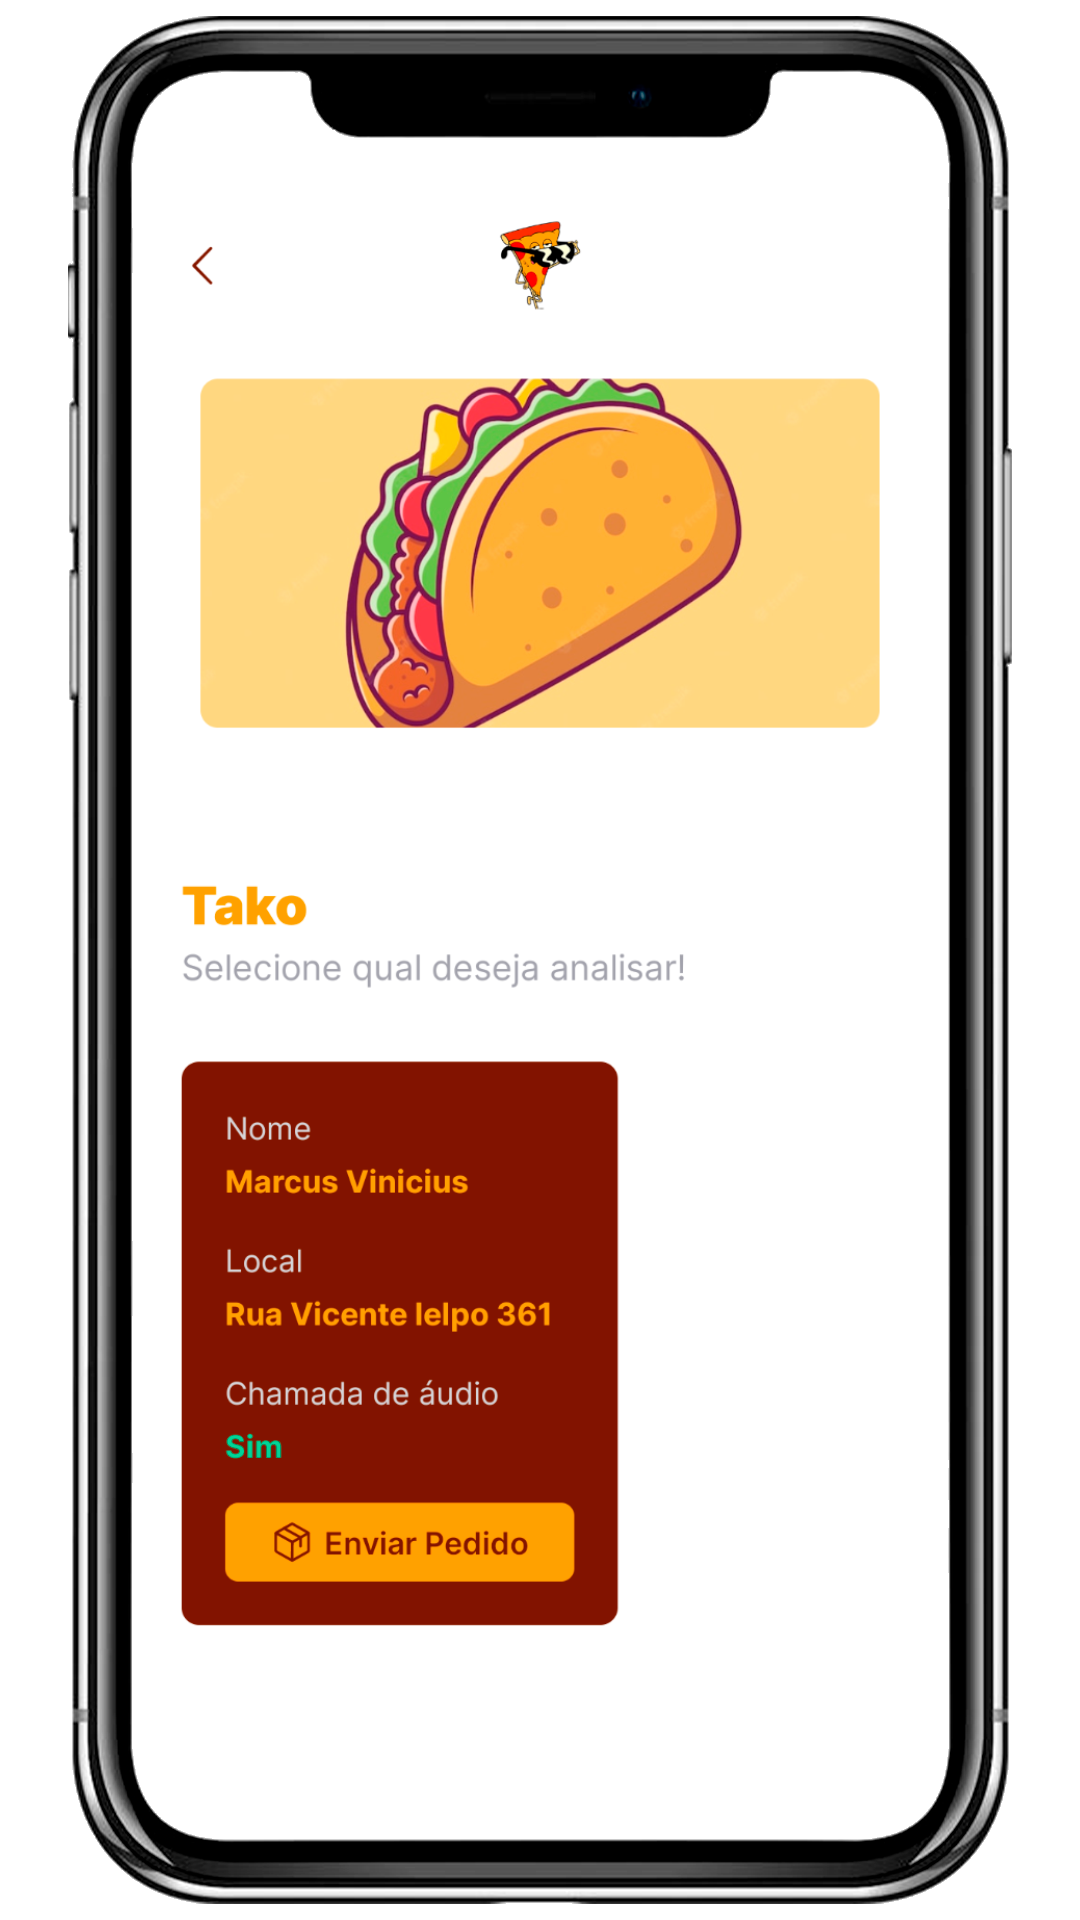 Tako
Selecione qual deseja analisar!
Nome
Marcus Vinicius
Local
Rua Vicente Ielpo 361
Chamada de áudio
Sim
Enviar Pedido